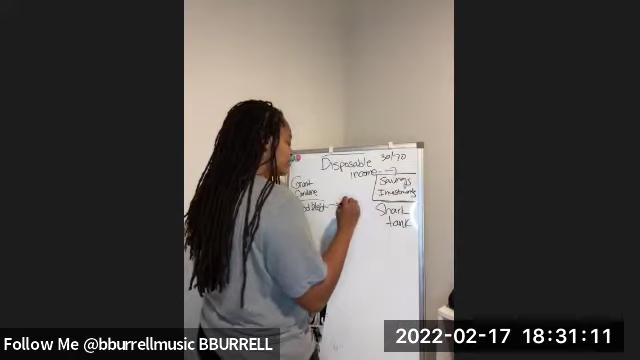 Disposable
income
30/70
Grant
Savings
Investments
Shark
tank
Follow Me @bburrellmusic BBURRELL
2022-02-17 18:31:11